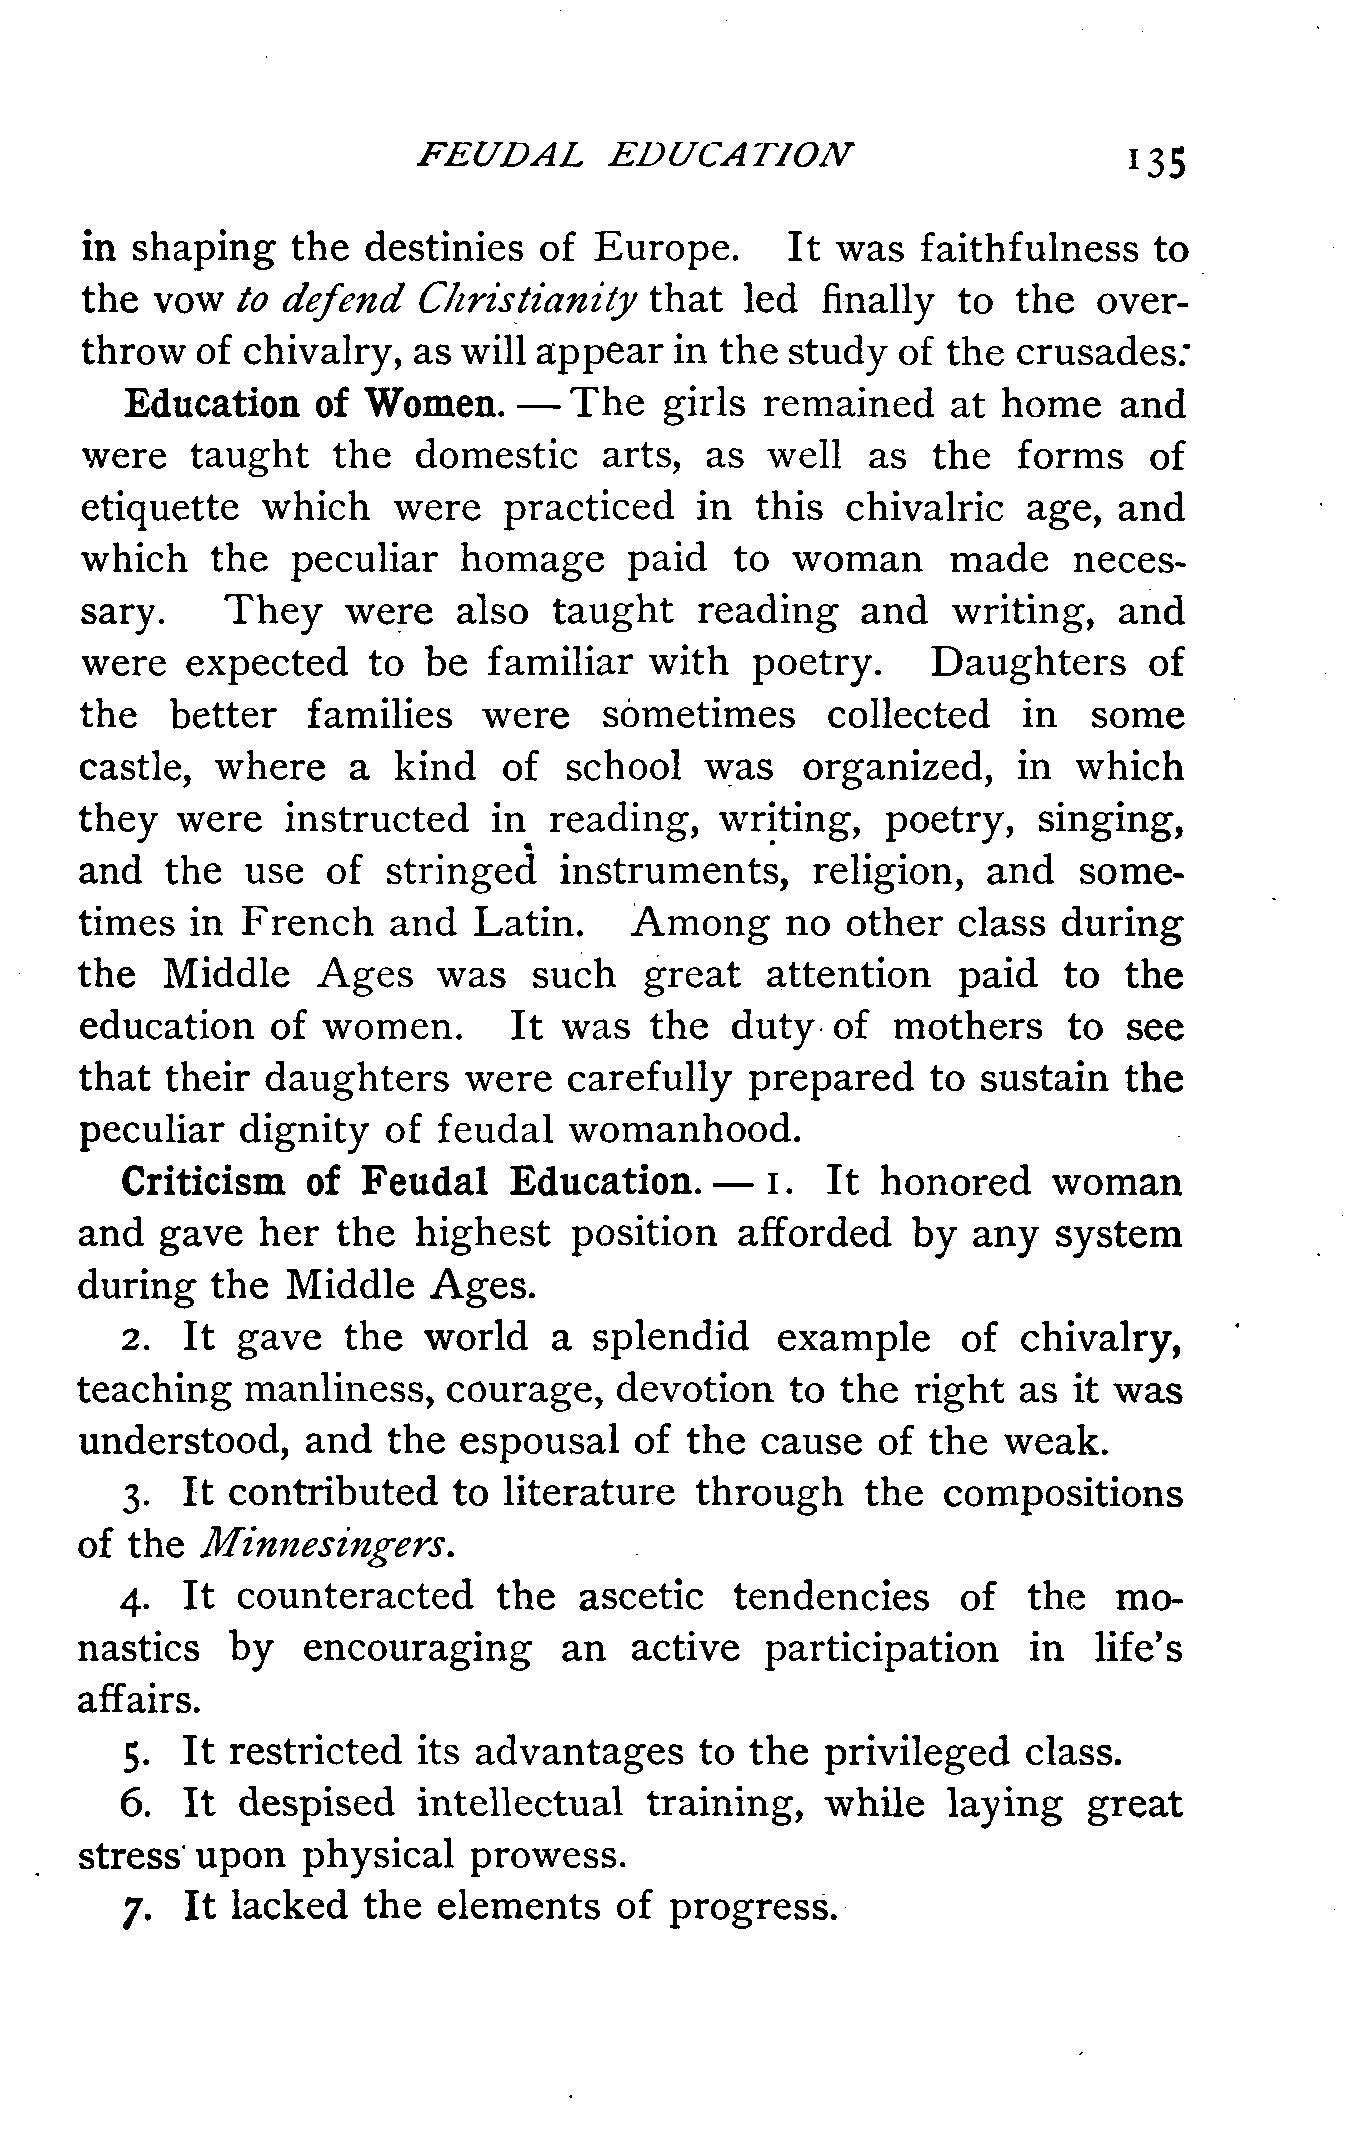 FEUDAL EDUCATION 135
in shaping the destinies of Europe. It was faithfulness to
the vow to defend Christianity that led finally to the over-
throw of chivalry, as will appear in the study of the crusades.
Education of Women. — The girls remained at home and
were taught the domestic arts, as well as the forms of
etiquette which were practiced in this chivalric age, and
which the peculiar homage paid to woman made neces-
sary. They were also taught reading and writing, and
were expected to be familiar with poetry. Daughters of
the better families were sometimes collected in some
castle, where a kind of school was organized, in which
they were instructed in reading, writing, poetry, singing,
and the use of stringed instruments, religion, and some-
times in French and Latin. Among no other class during
the Middle Ages was such great attention paid to the
education of women. It was the duty of mothers to see
that their daughters were carefully prepared to sustain the
peculiar dignity of feudal womanhood.
Criticism of Feudal Education. — 1. It honored woman
and gave her the highest position afforded by any system
during the Middle Ages.
2. It gave the world a splendid example of chivalry,
teaching manliness, courage, devotion to the right as it was
understood, and the espousal of the cause of the weak.
3. It contributed to literature through the compositions
of the Minnesingers.
4. It counteracted the ascetic tendencies of the mo-
nastics by encouraging an active participation in life's
affairs.
5. It restricted its advantages to the privileged class.
6. It despised intellectual training, while laying great
stress upon physical prowess.
7. It lacked the elements of progress.